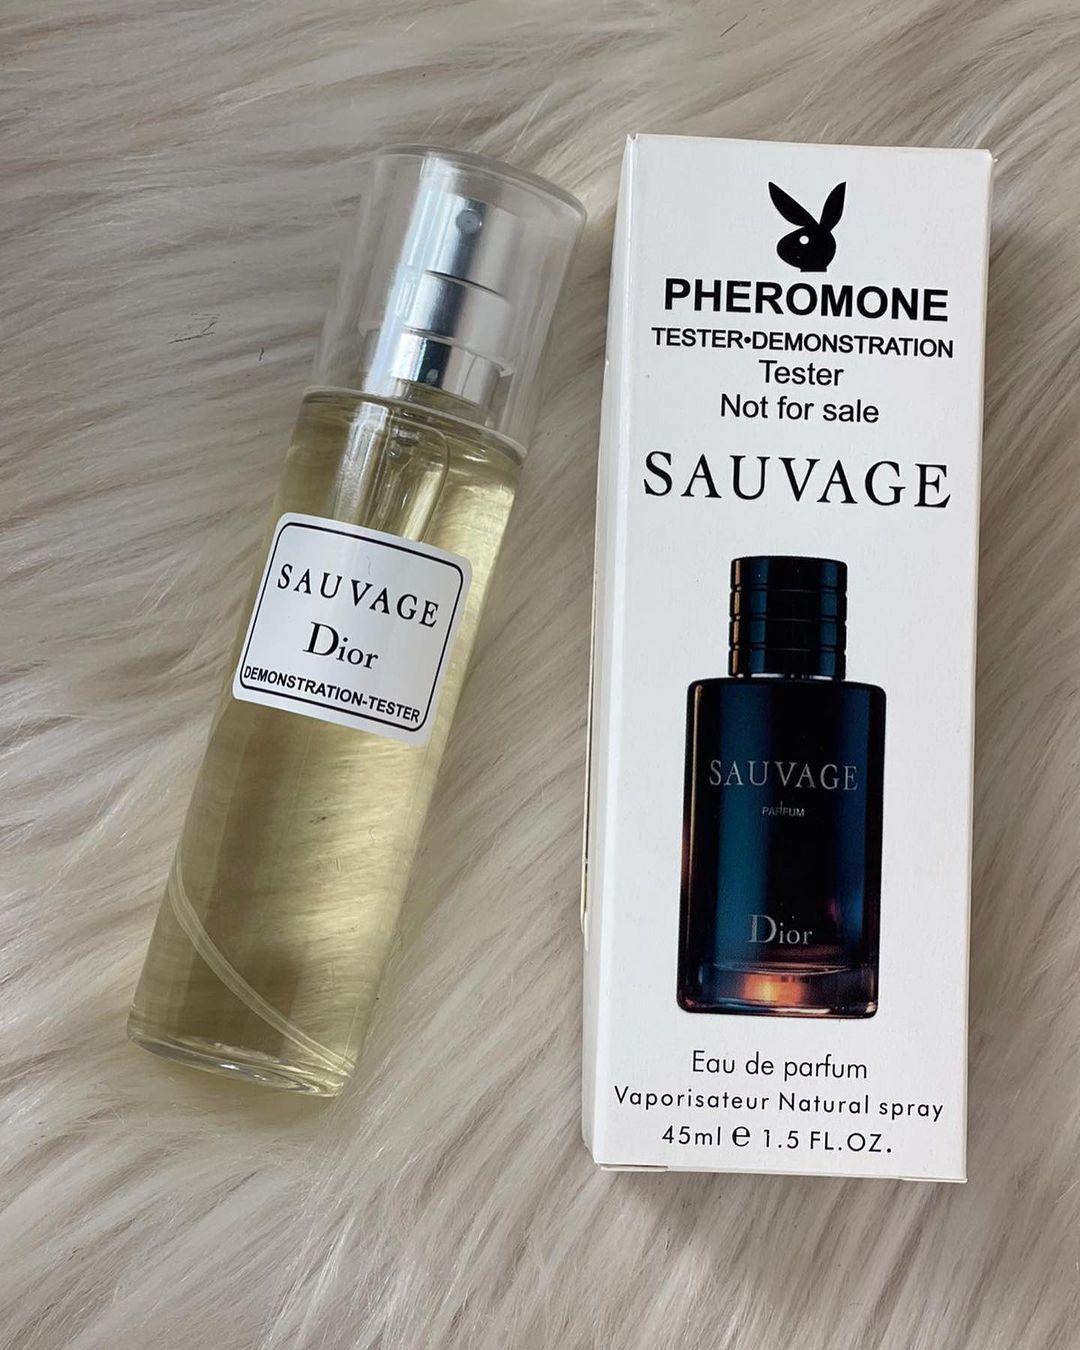 SAUVAGE
Dior
DEMONSTRATION-TESTER
PHEROMONE
TESTER•DEMONSTRATION
Tester
Not for sale
SAUVAGE
SAUVAGE
PARFUM
Dior
Eau de parfum
Vaporisateur Natural spray
45ml ℮ 1.5 FL.OZ.